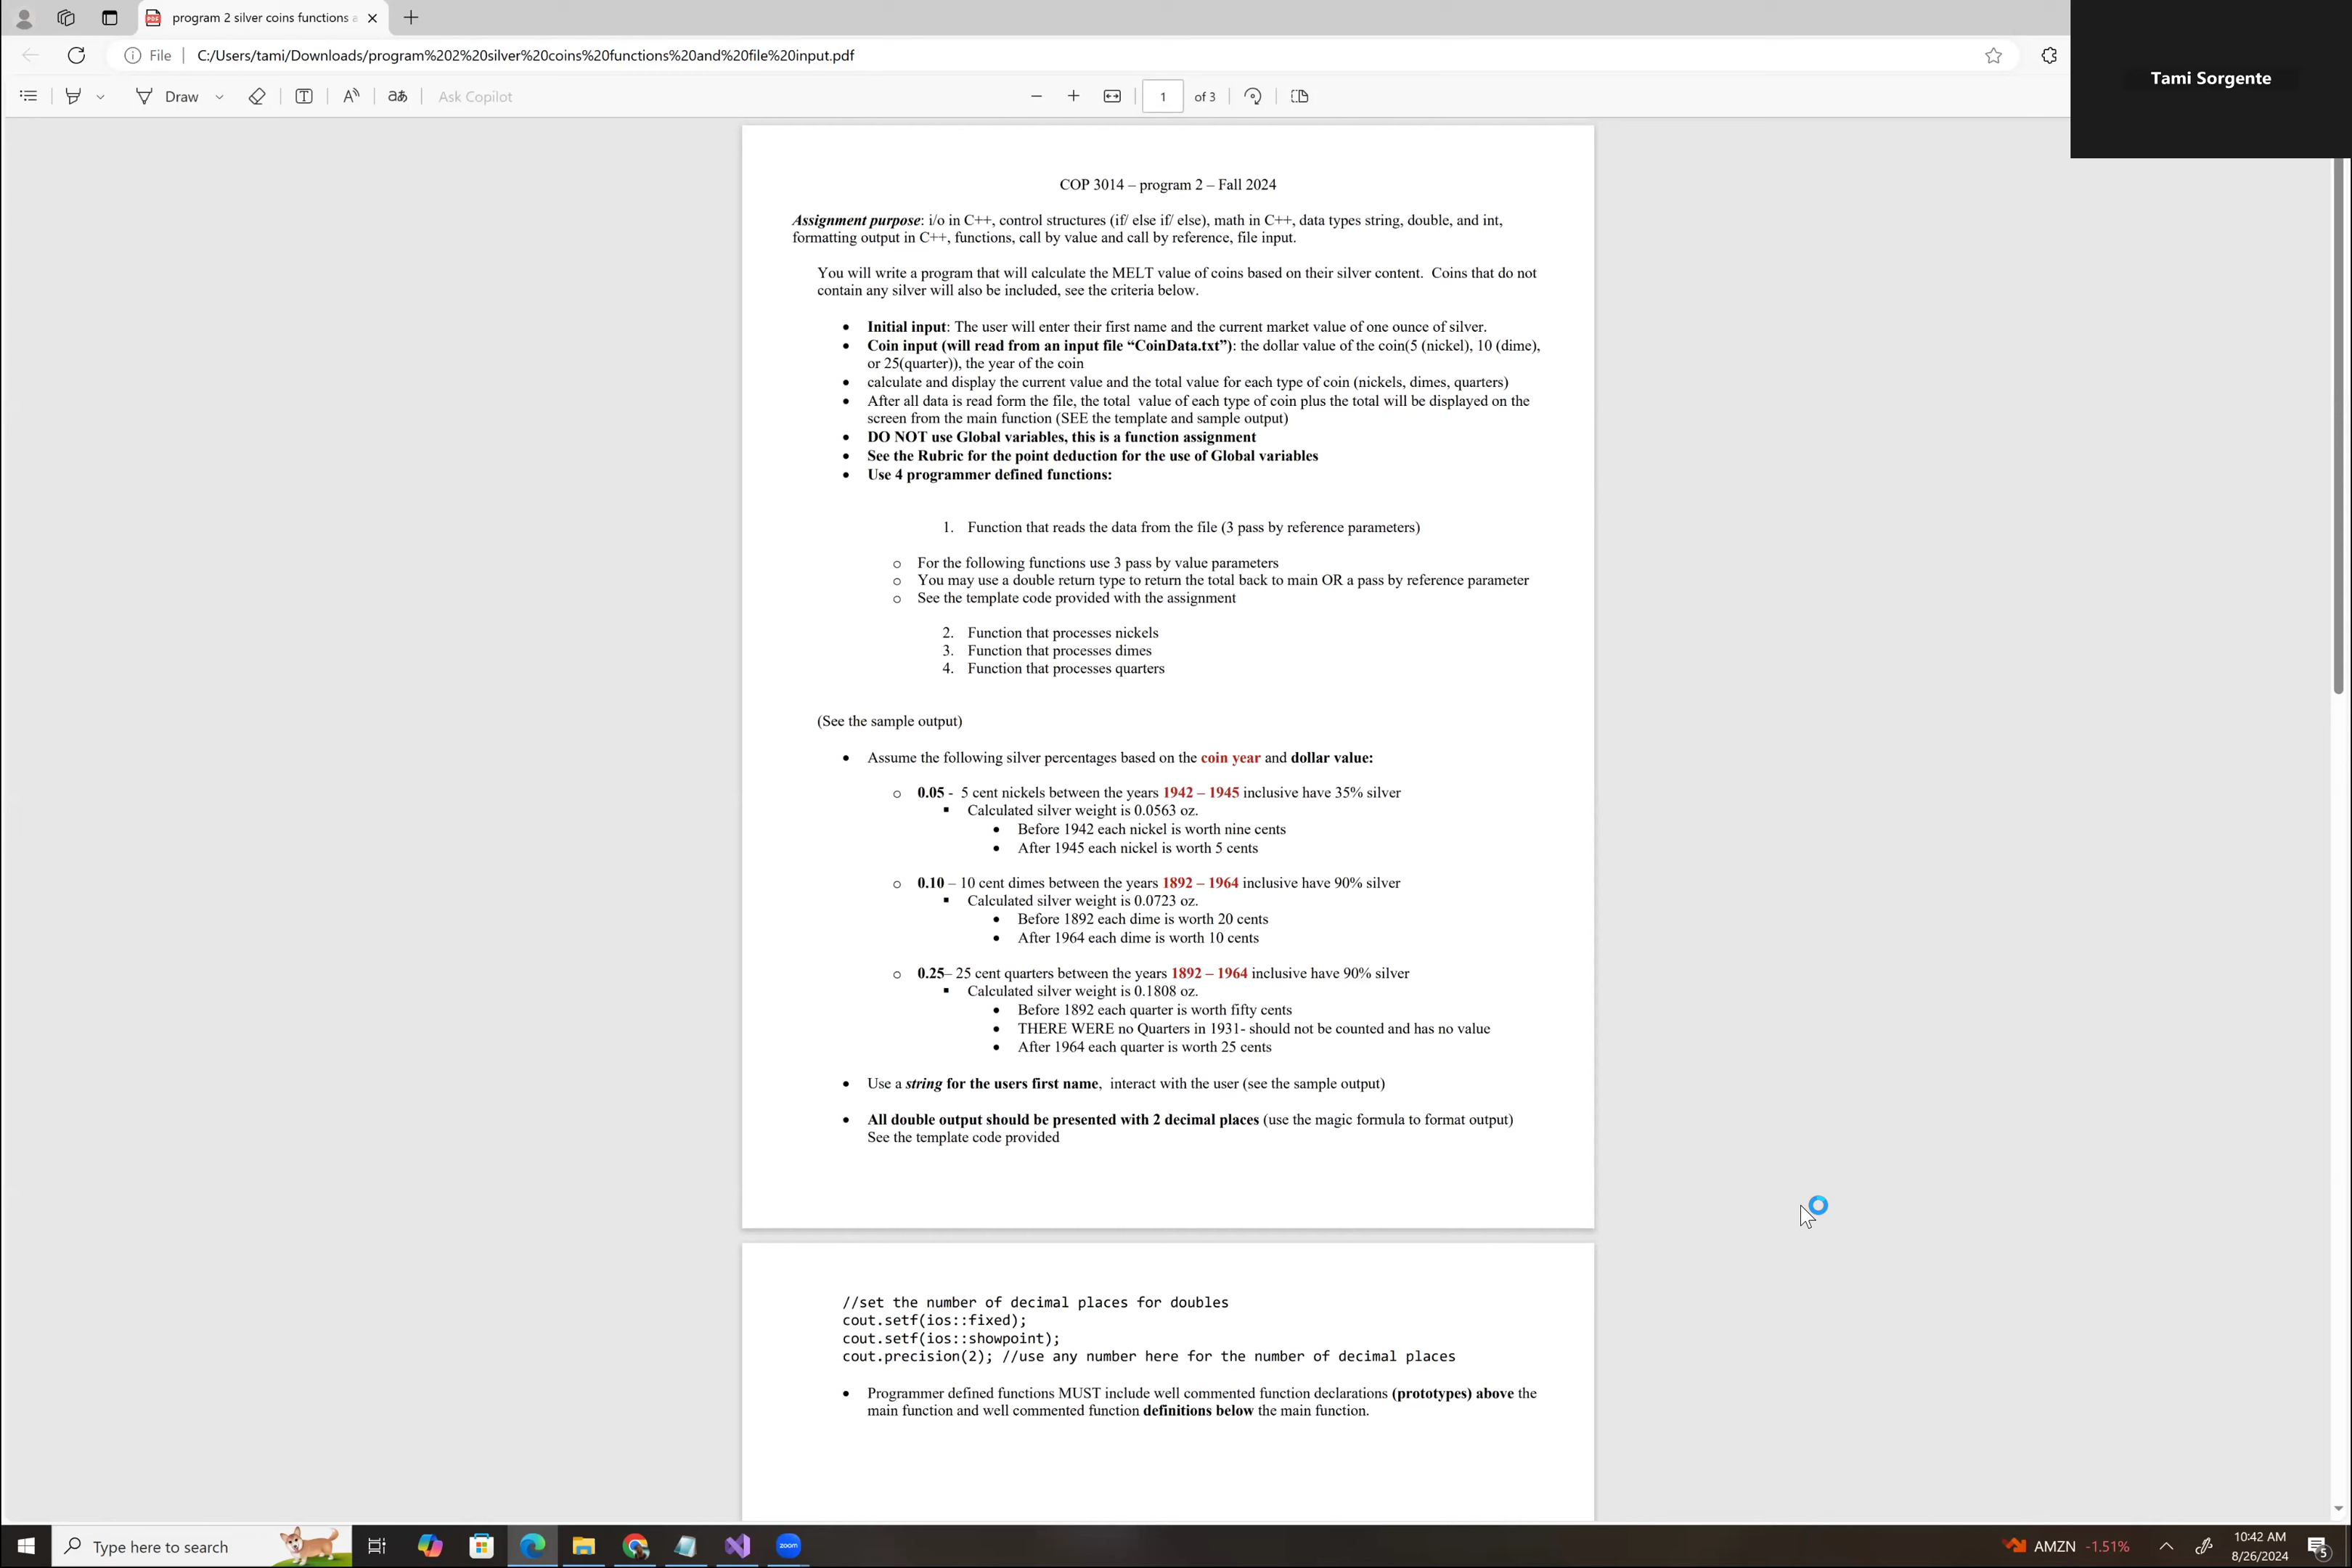 program 2 silver coins functions a
File
C:/Users/tami/Downloads/program%202%20silver%20coins%20functions%20and%20file%20input.pdf
Tami Sorgente
Draw
Ask Copilot
1 of 3
COP 3014 – program 2 – Fall 2024
Assignment purpose: i/o in C++, control structures (if/ else if/ else), math in C++, data types string, double, and int,
formatting output in C++, functions, call by value and call by reference, file input.
You will write a program that will calculate the MELT value of coins based on their silver content. Coins that do not
contain any silver will also be included, see the criteria below.
• Initial input: The user will enter their first name and the current market value of one ounce of silver.
• Coin input (will read from an input file “CoinData.txt”): the dollar value of the coin(5 (nickel), 10 (dime),
or 25(quarter)), the year of the coin
• calculate and display the current value and the total value for each type of coin (nickels, dimes, quarters)
• After all data is read form the file, the total value of each type of coin plus the total will be displayed on the
screen from the main function (SEE the template and sample output)
• DO NOT use Global variables, this is a function assignment
• See the Rubric for the point deduction for the use of Global variables
• Use 4 programmer defined functions:
1. Function that reads the data from the file (3 pass by reference parameters)
o For the following functions use 3 pass by value parameters
o You may use a double return type to return the total back to main OR a pass by reference parameter
o See the template code provided with the assignment
2. Function that processes nickels
3. Function that processes dimes
4. Function that processes quarters
(See the sample output)
• Assume the following silver percentages based on the coin year and dollar value:
o 0.05 - 5 cent nickels between the years 1942 – 1945 inclusive have 35% silver
▪ Calculated silver weight is 0.0563 oz.
• Before 1942 each nickel is worth nine cents
• After 1945 each nickel is worth 5 cents
o 0.10 – 10 cent dimes between the years 1892 – 1964 inclusive have 90% silver
▪ Calculated silver weight is 0.0723 oz.
• Before 1892 each dime is worth 20 cents
• After 1964 each dime is worth 10 cents
o 0.25– 25 cent quarters between the years 1892 – 1964 inclusive have 90% silver
▪ Calculated silver weight is 0.1808 oz.
• Before 1892 each quarter is worth fifty cents
• THERE WERE no Quarters in 1931- should not be counted and has no value
• After 1964 each quarter is worth 25 cents
• Use a string for the users first name, interact with the user (see the sample output)
• All double output should be presented with 2 decimal places (use the magic formula to format output)
See the template code provided
//set the number of decimal places for doubles
cout.setf(ios::fixed);
cout.setf(ios::showpoint);
cout.precision(2); //use any number here for the number of decimal places
• Programmer defined functions MUST include well commented function declarations (prototypes) above the
main function and well commented function definitions below the main function.
Type here to search
zoom
AMZN -1.51%
10:42 AM
8/26/2024
5